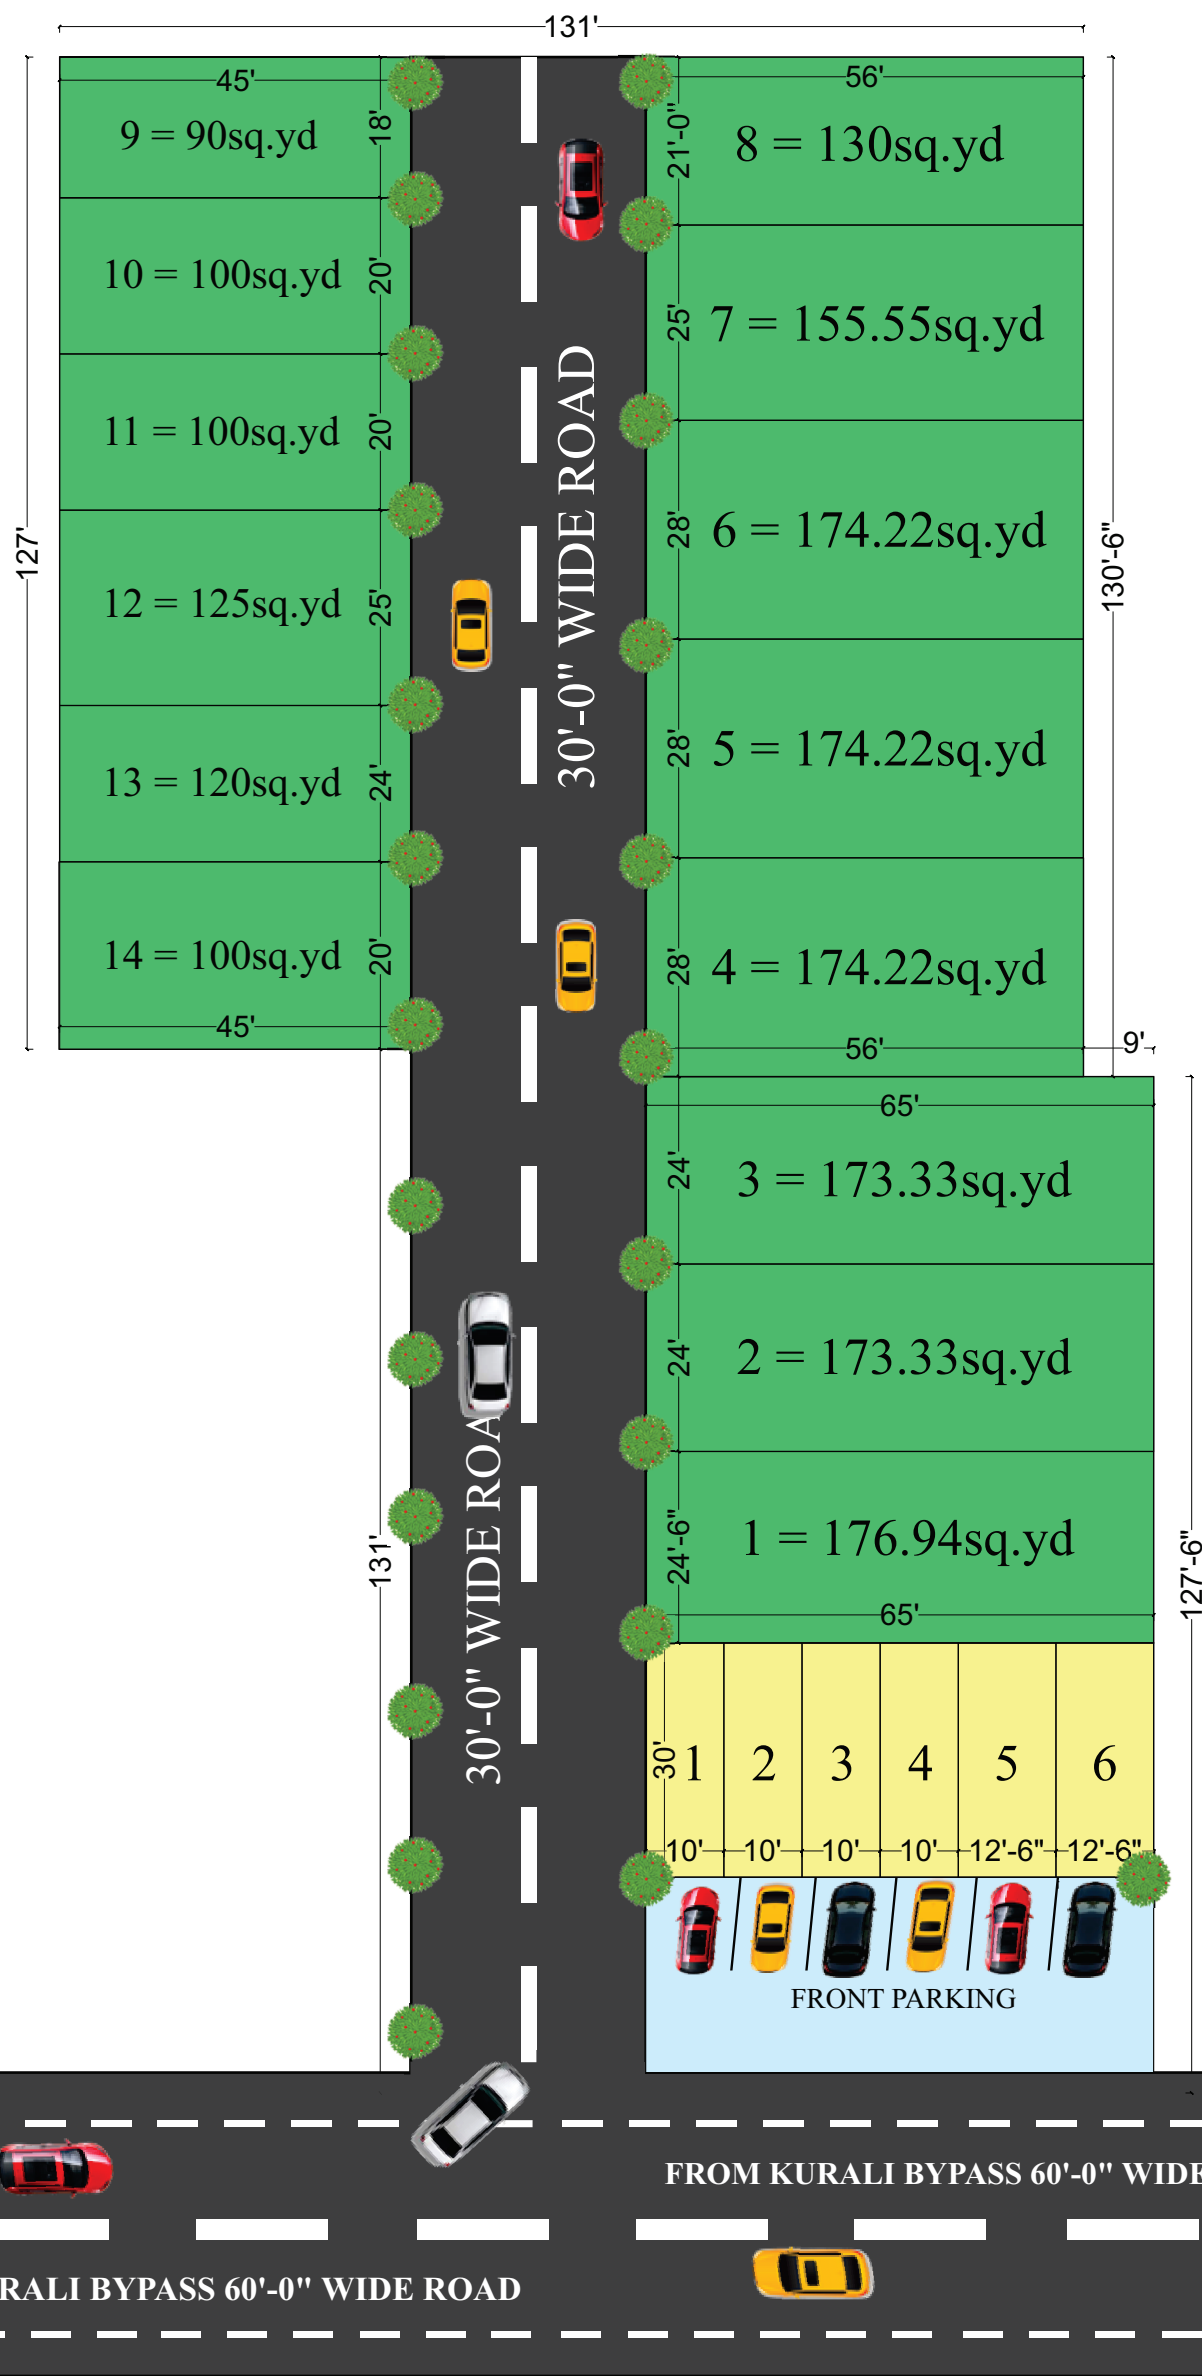 131'
45'
56'
9 = 90sq.yd
18'
21'-0"
8 = 130sq.yd
10 = 100sq.yd
20'
25'
7 = 155.55sq.yd
11 = 100sq.yd
20'
30'-0" WIDE ROAD
28'
6 = 174.22sq.yd
127'
130'-6"
12 = 125sq.yd
25'
13 = 120sq.yd
24'
28'
5 = 174.22sq.yd
14 = 100sq.yd
20'
28'
4 = 174.22sq.yd
45'
56'
9'
65'
24'
3 = 173.33sq.yd
24'
2 = 173.33sq.yd
30'-0" WIDE ROA
131'
24'-6"
1 = 176.94sq.yd
127'-6"
65'
30'
1
2
3
4
5
6
10'
10'
10'
10'
12'-6"
12'-6"
FRONT PARKING
FROM KURALI BYPASS 60'-0" WIDE
RALI BYPASS 60'-0" WIDE ROAD